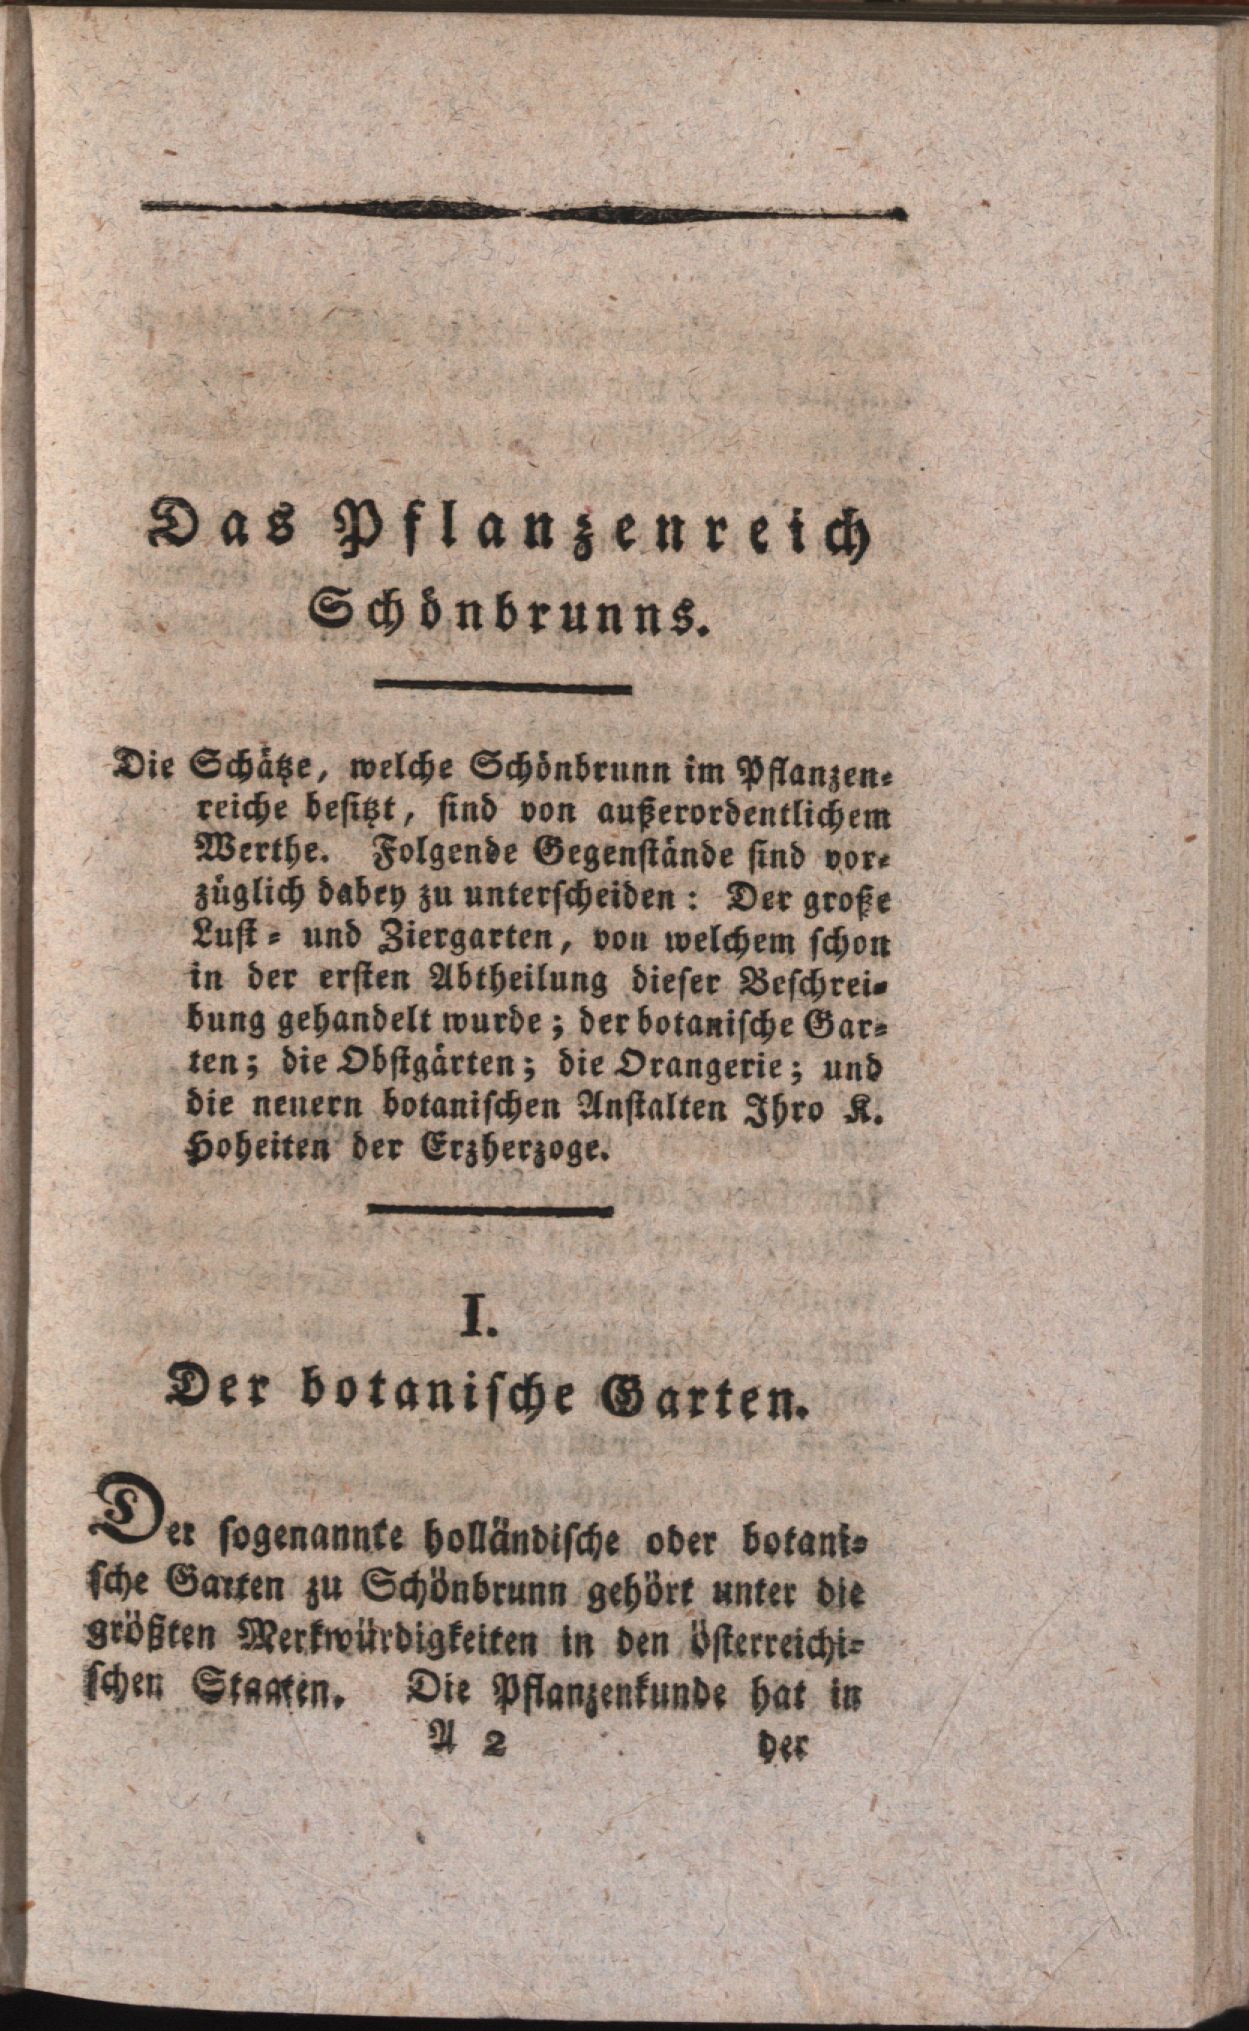 Das Pflanzenreich
Schönbrunns.
Die Schätze, welche Schönbrunn im Pflanzen-
reiche besitzt, sind von außerordentlichem
Werthe. Folgende Gegenstände sind vor-
züglich dabey zu unterscheiden: Der große
Lust- und Ziergarten, von welchem schon
in der ersten Abtheilung dieser Beschrei-
bung gehandelt wurde; der botanische Gar-
ten; die Obstgärten; die Orangerie; und
die neuern botanischen Anstalten Ihro K.
Hoheiten der Erzherzoge.
I.
Der botanische Garten.
Der sogenannte holländische oder botani-
sche Garten zu Schönbrunn gehört unter die
größten Merkwürdigkeiten in den österreichi-
schen Staaten. Die Pflanzenkunde hat in
A 2 der